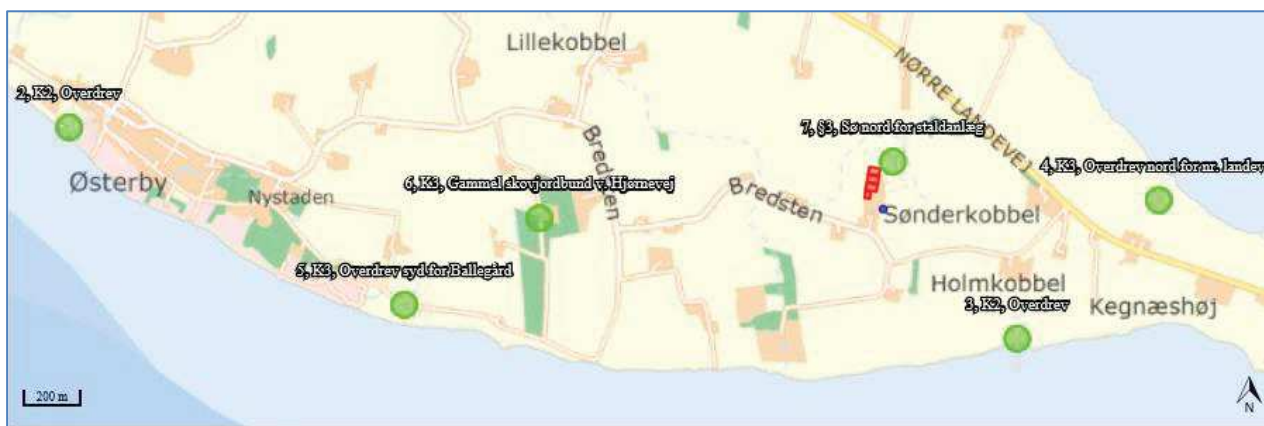 Lillekobbel
NØRRE LANDEVEJ
2, K2, Overdrev
7, §3, Sø nord for staldanlæg
Bredsten
4, K3, Overdrev nord for nr. landev
Østerby
6, K3, Gammel skovjordbund v. Hjørnevej
Nystaden
Bredsten
Sønderkobbel
5, K3, Overdrev syd for Ballegård
Holmkobbel
3, K2, Overdrev
Kegnæshøj
200 m
N